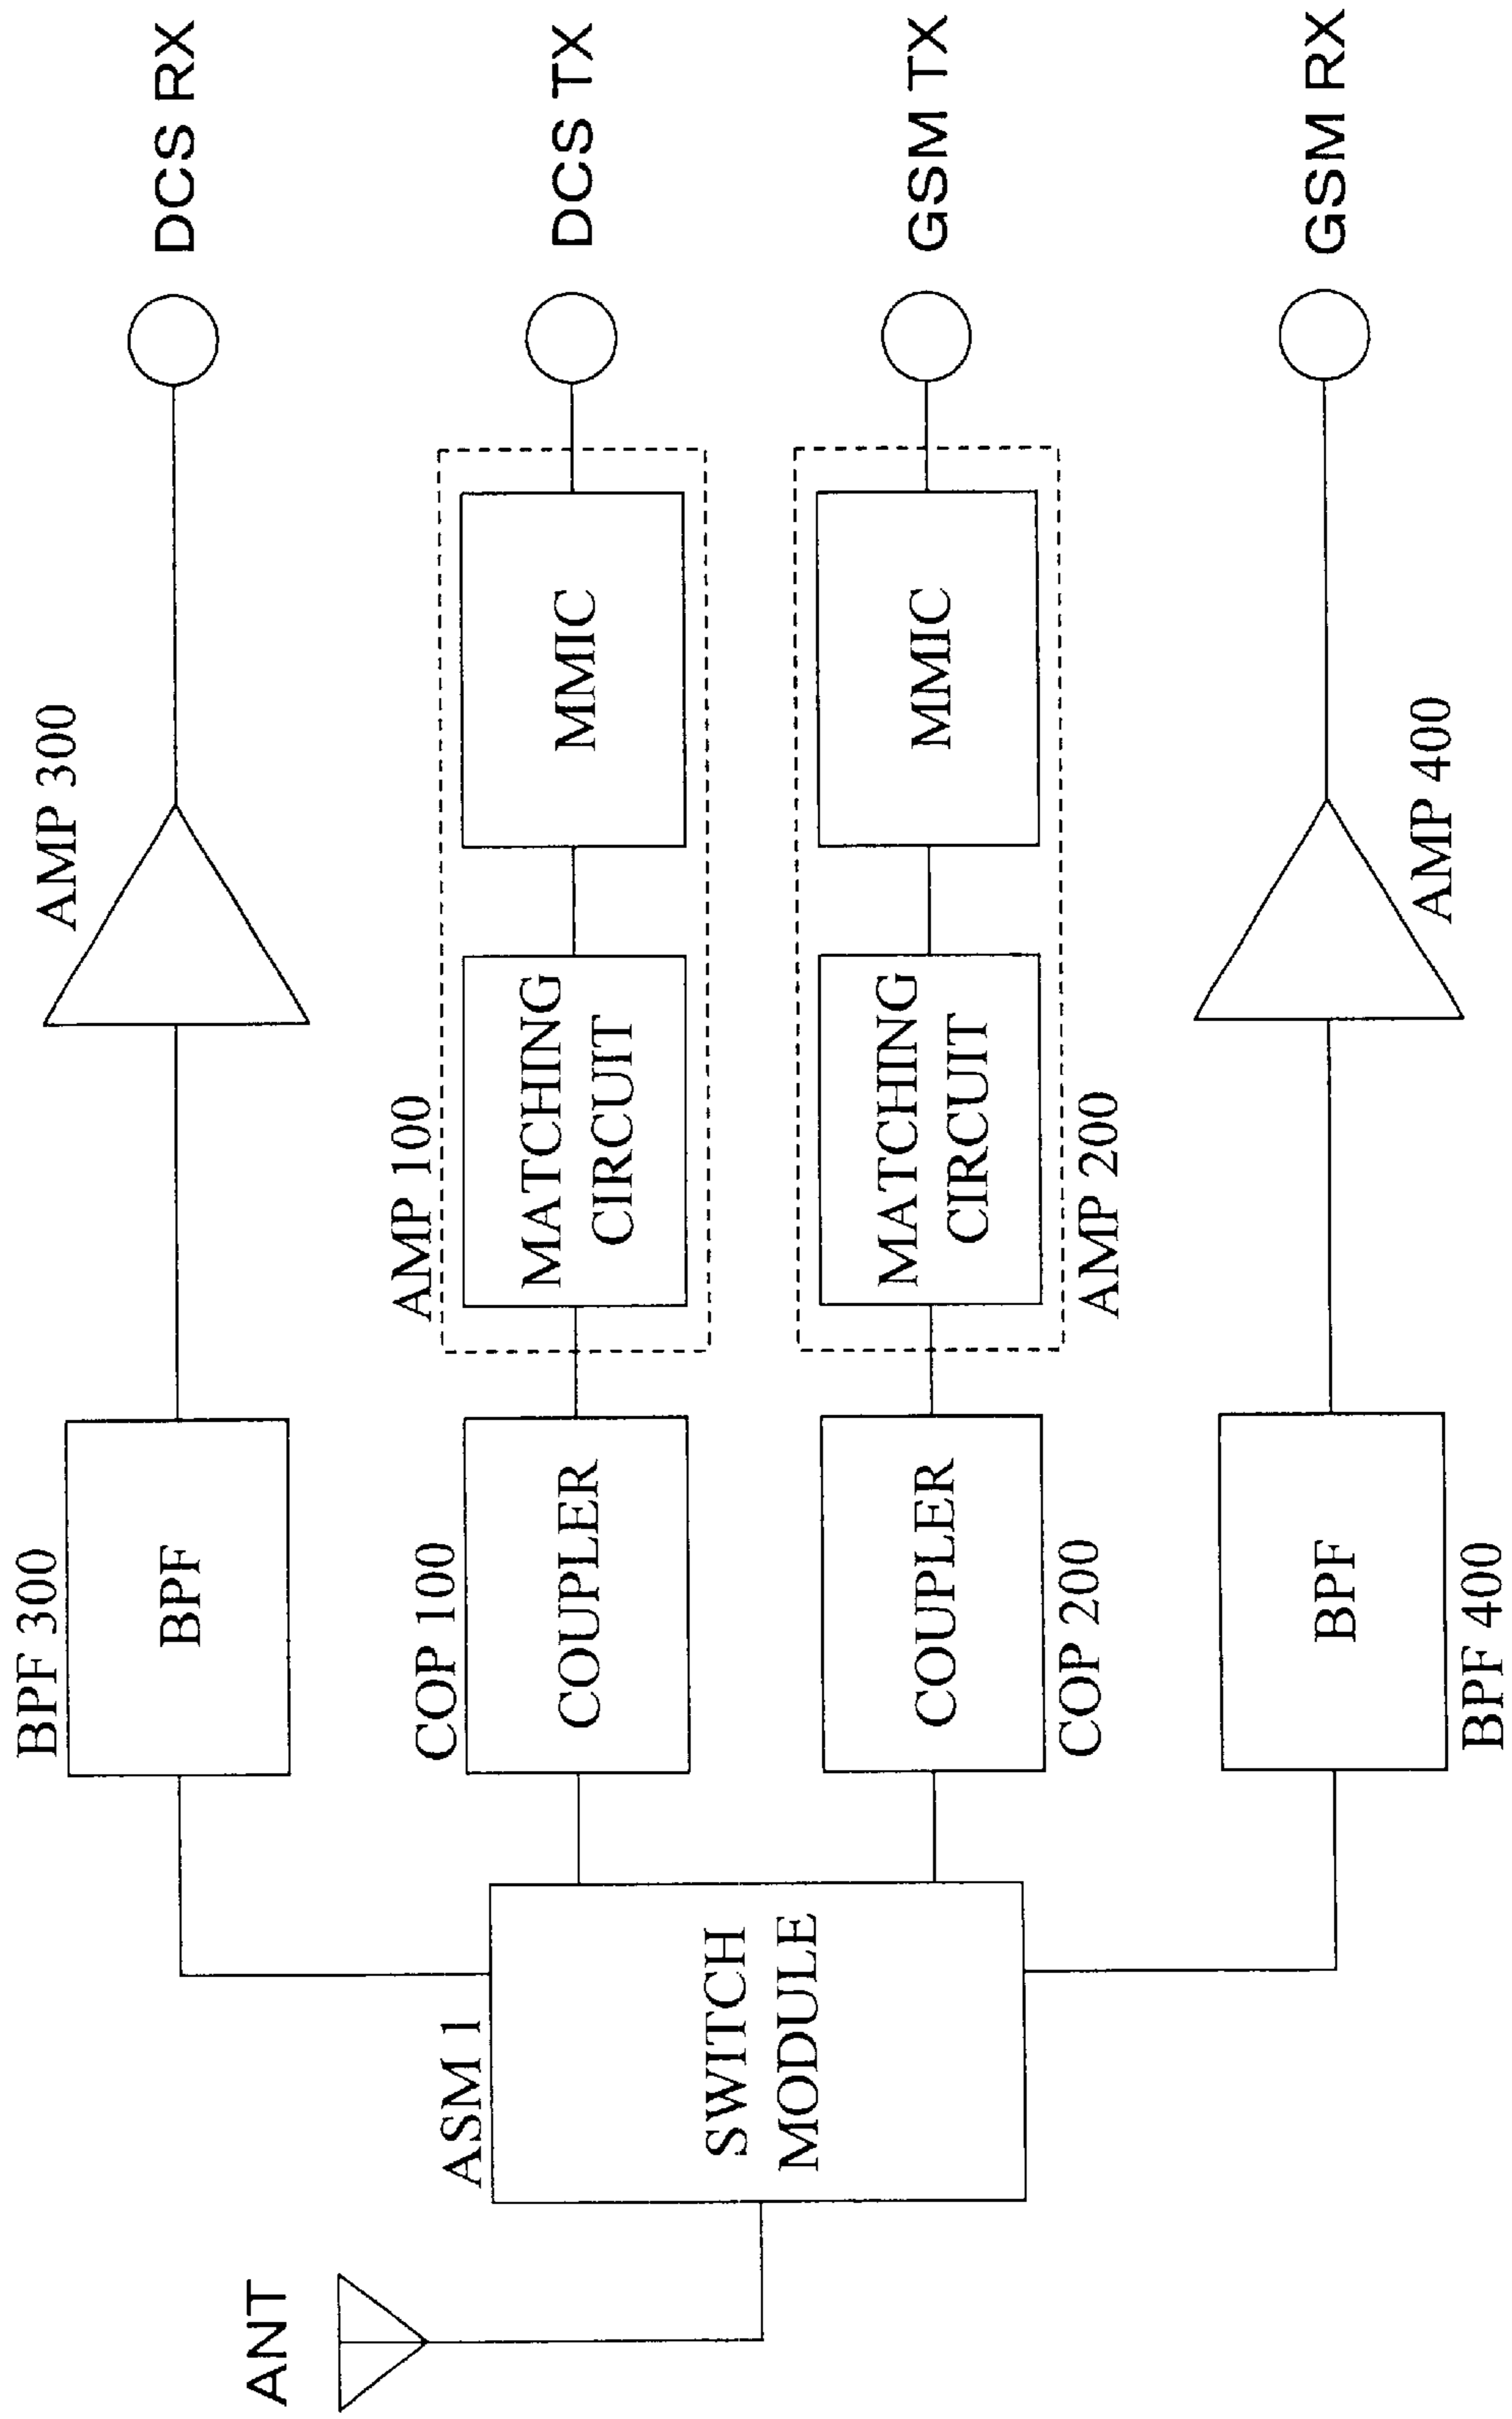 ANT
ASM 1
SWITCH
MODULE
BPF 300
BPF
AMP 300
DCS RX
COP 100
COUPLER
AMP 100
MATCHING
CIRCUIT
MMIC
DCS TX
COUPLER
COP 200
MATCHING
CIRCUIT
AMP 200
MMIC
GSM TX
BPF
BPF 400
AMP 400
GSM RX